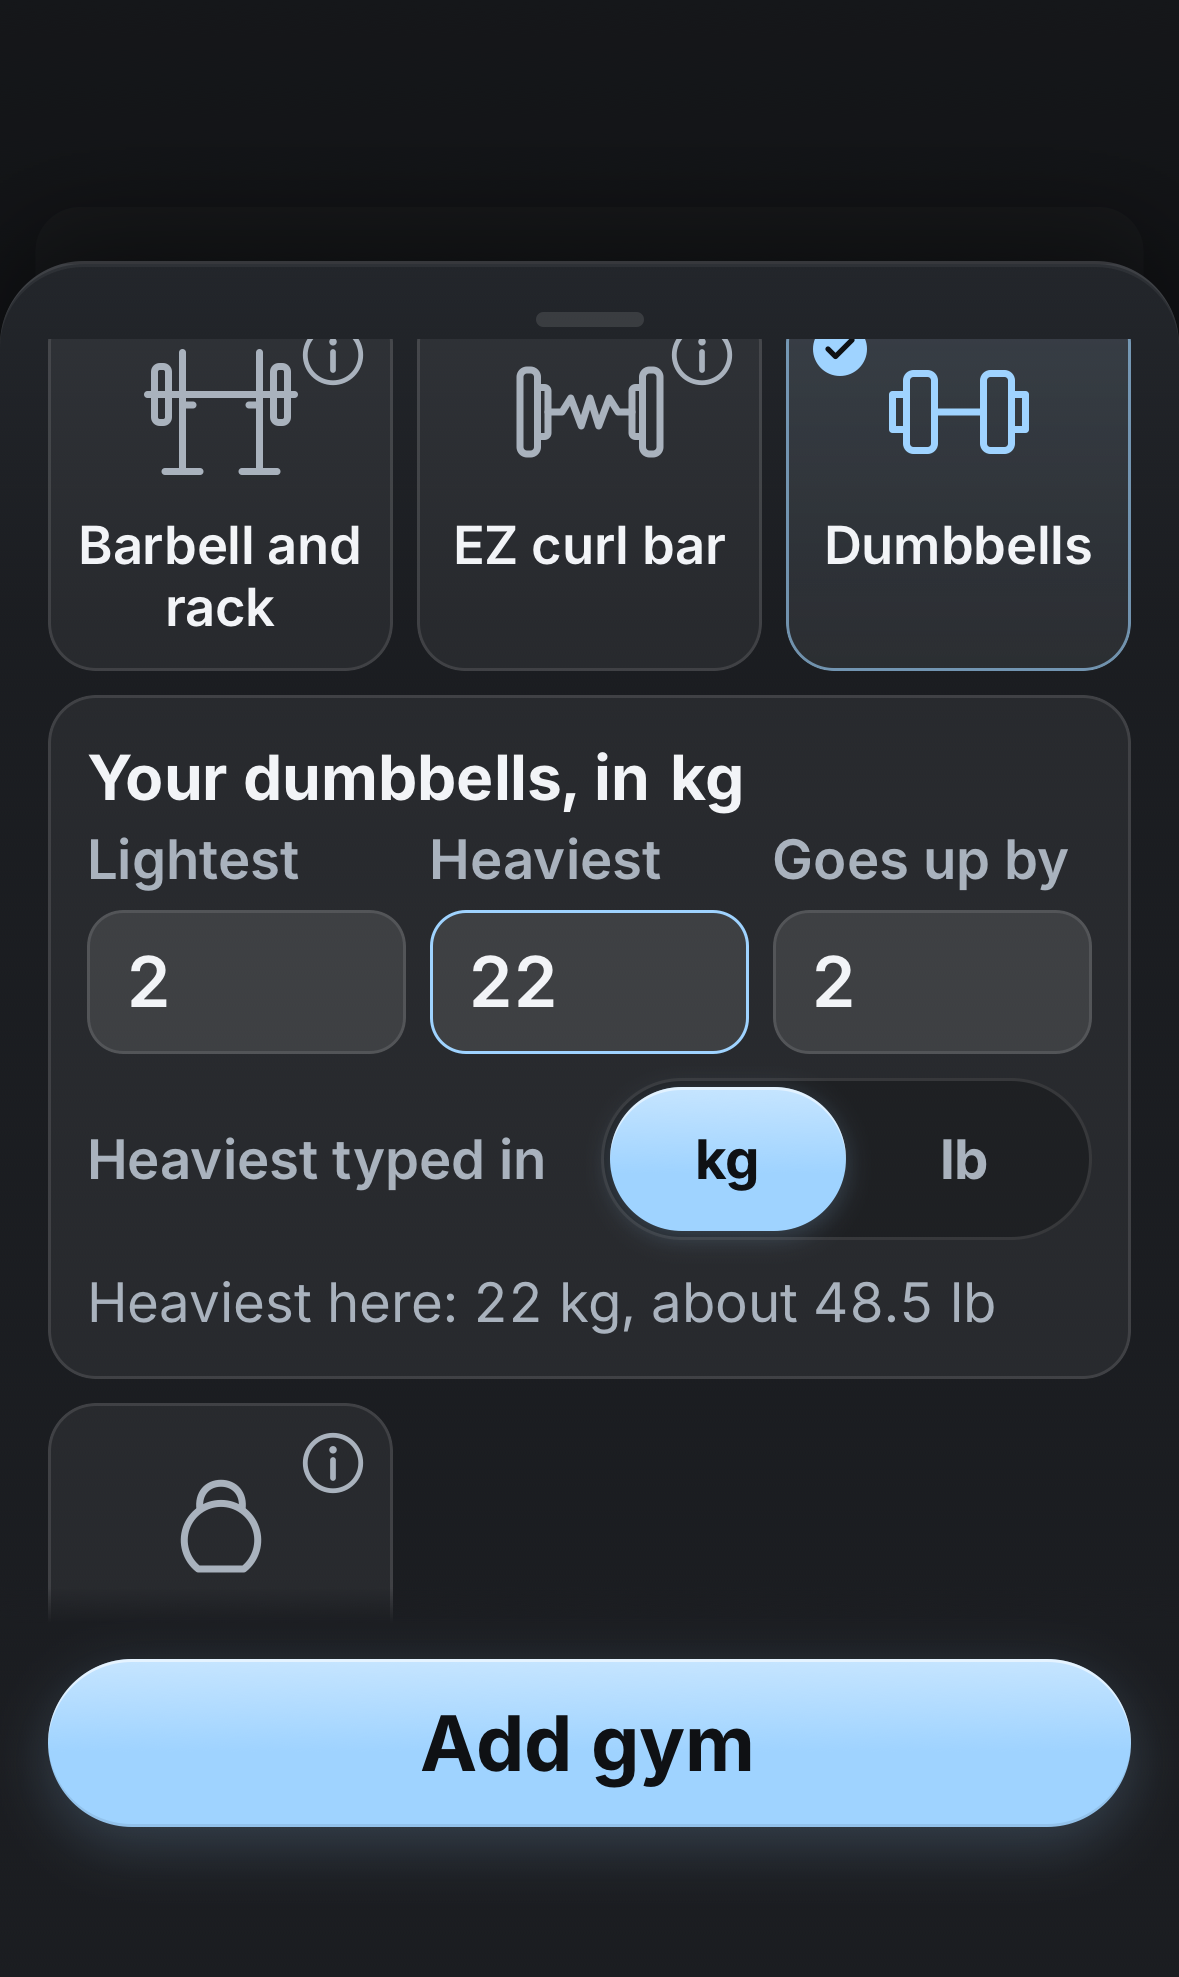 Barbell and
rack
EZ curl bar
Dumbbells
Your dumbbells, in kg
Lightest
Heaviest
Goes up by
2
22
2
Heaviest typed in
kg
lb
Heaviest here: 22 kg, about 48.5 lb
Add gym